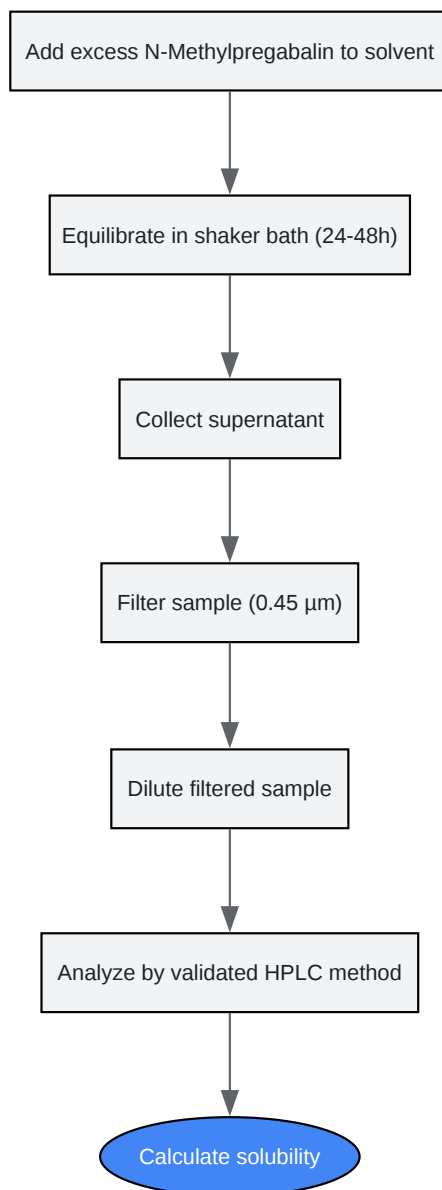 Add excess N-Methylpregabalin to solvent
Equilibrate in shaker bath (24-48h)
Collect supernatant
Filter sample (0.45 µm)
Dilute filtered sample
Analyze by validated HPLC method
Calculate solubility